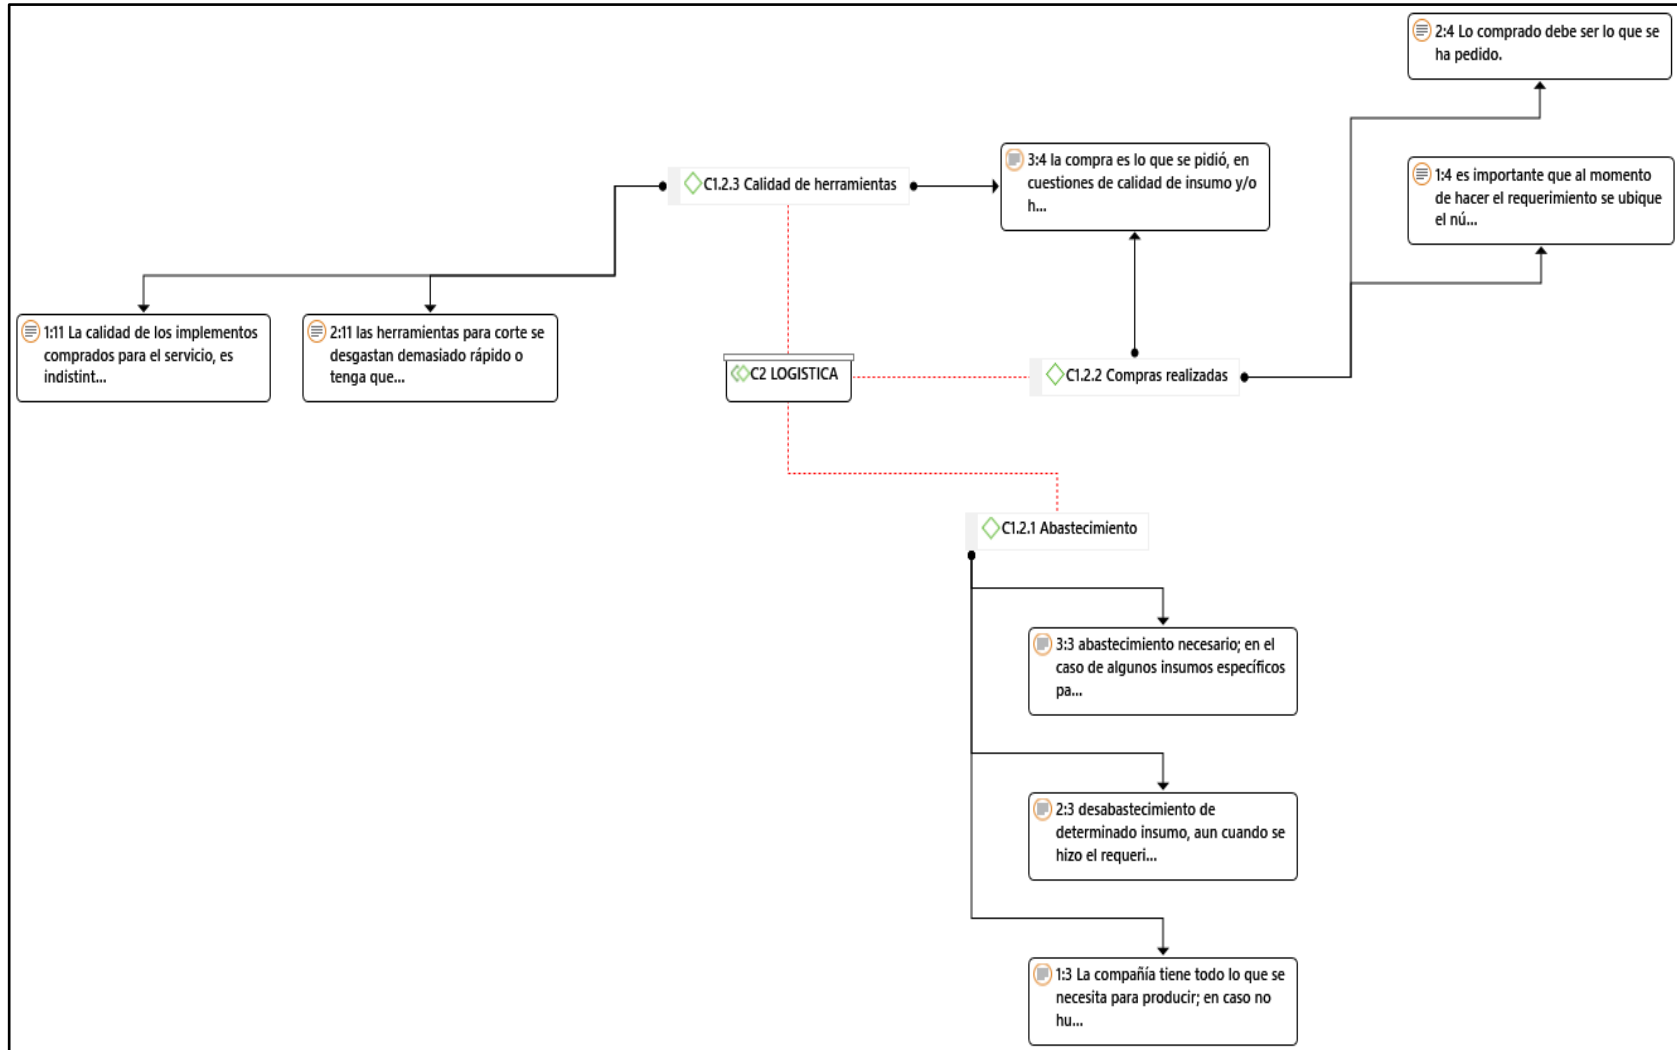 2:4 Lo comprado debe ser lo que se
ha pedido.
3:4 la compra es lo que se pidió, en
cuestiones de calidad de insumo y/o
h...
1:4 es importante que al momento
de hacer el requerimiento se ubique
el nú...
C1.2.3 Calidad de herramientas
1:11 La calidad de los implementos
comprados para el servicio, es
indistint...
2:11 las herramientas para corte se
desgastan demasiado rápido o
tenga que...
C2 LOGISTICA
C1.2.2 Compras realizadas
C1.2.1 Abastecimiento
3:3 abastecimiento necesario; en el
caso de algunos insumos específicos
pa...
2:3 desabastecimiento de
determinado insumo, aun cuando se
hizo el requeri...
1:3 La compañía tiene todo lo que se
necesita para producir; en caso no
hu...